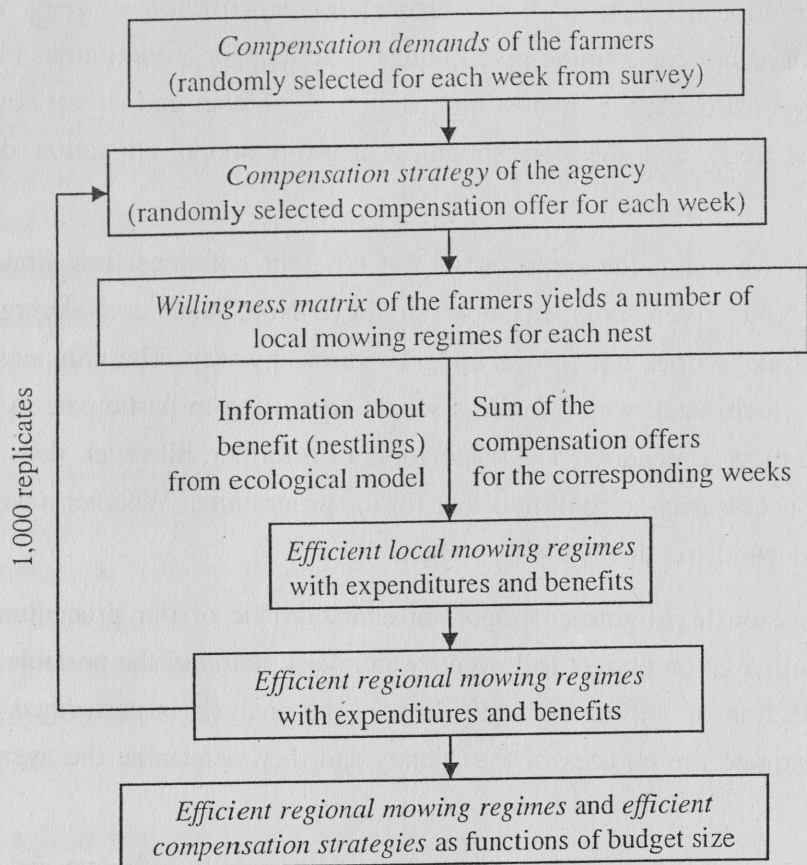 Compensation demands of the farmers
(randomly selected for each week from survey)
Compensation strategy of the agency
(randomly selected compensation offer for each week)
Willingness matrix of the farmers yields a number of
local mowing regimes for each nest
Information about
benefit (nestlings)
from ecological model
Sum of the
compensation offers
for the corresponding weeks
1,000 replicates
Efficient local mowing regimes
with expenditures and benefits
Efficient regional mowing regimes
with expenditures and benefits
Efficient regional mowing regimes and efficient
compensation strategies as functions of budget size